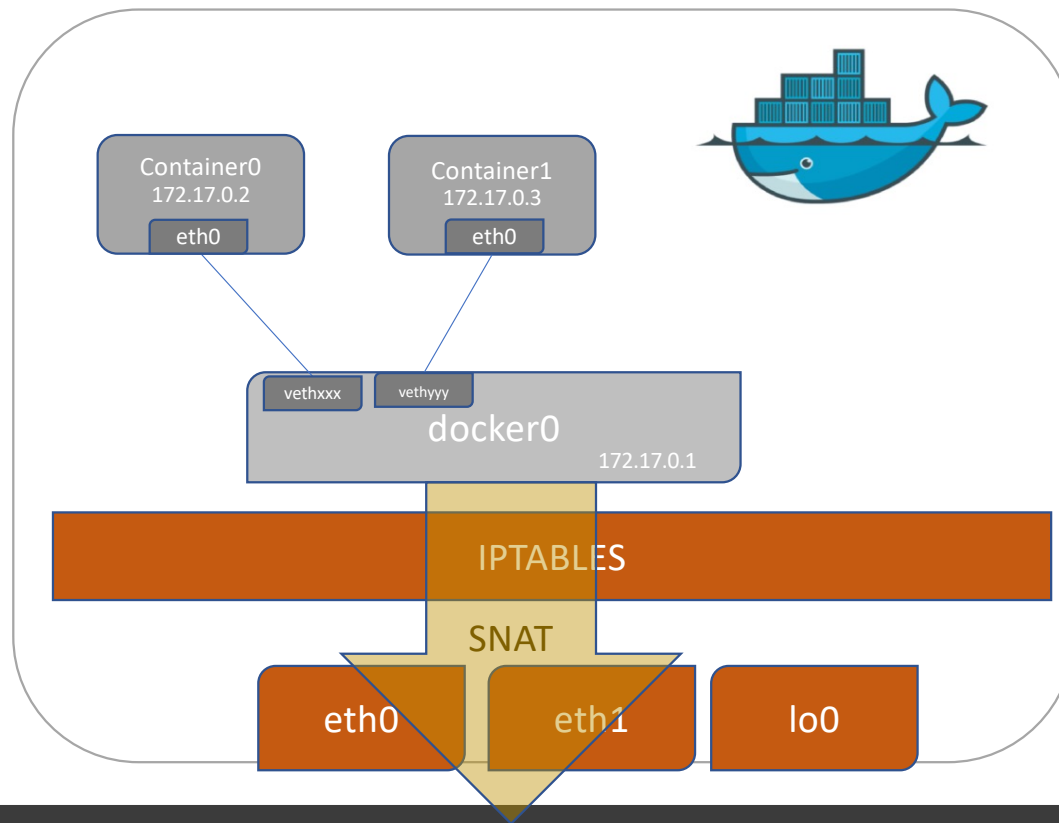 Container0
172.17.0.2
eth0
Container1
172.17.0.3
eth0
vethxxx
vethyyy
docker0
172.17.0.1
IPTABLES
SNAT
eth0
eth1
lo0